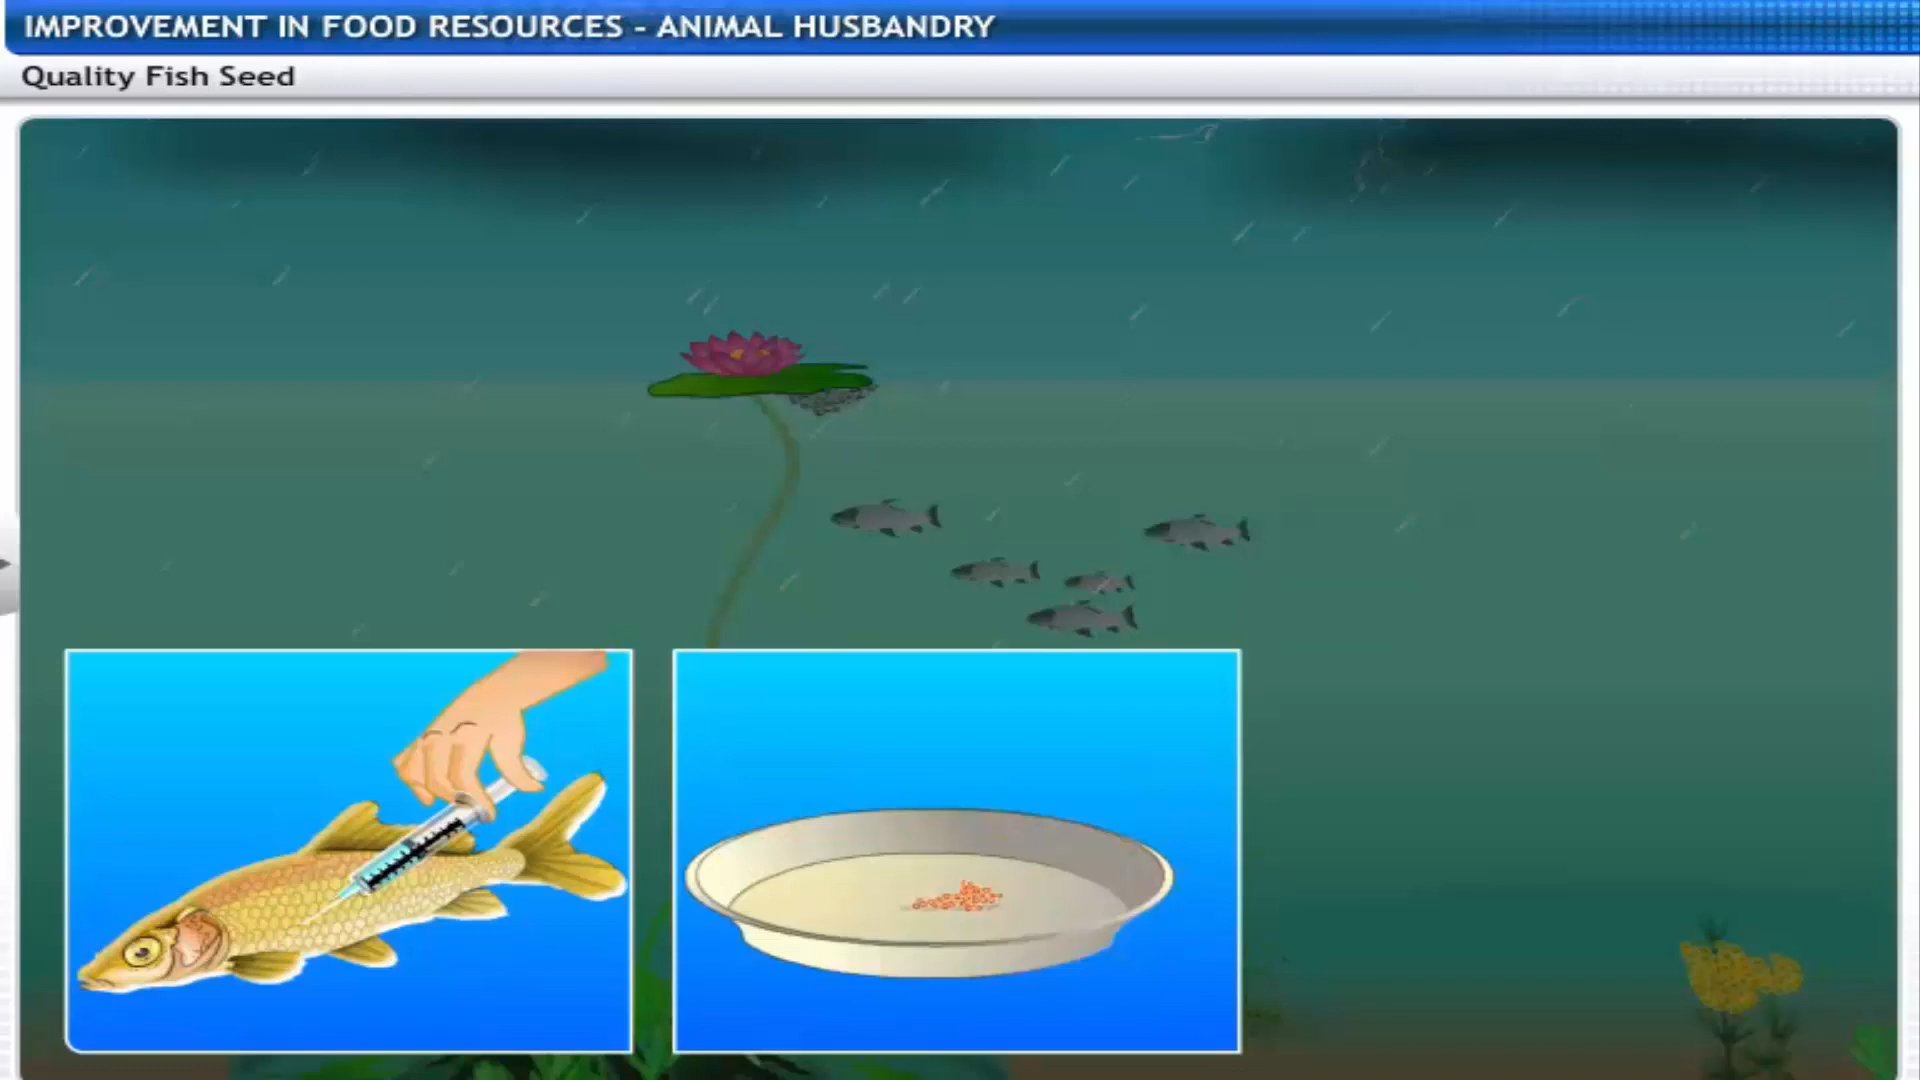 IMPROVEMENT IN FOOD RESOURCES - ANIMAL HUSBANDRY
Quality Fish Seed